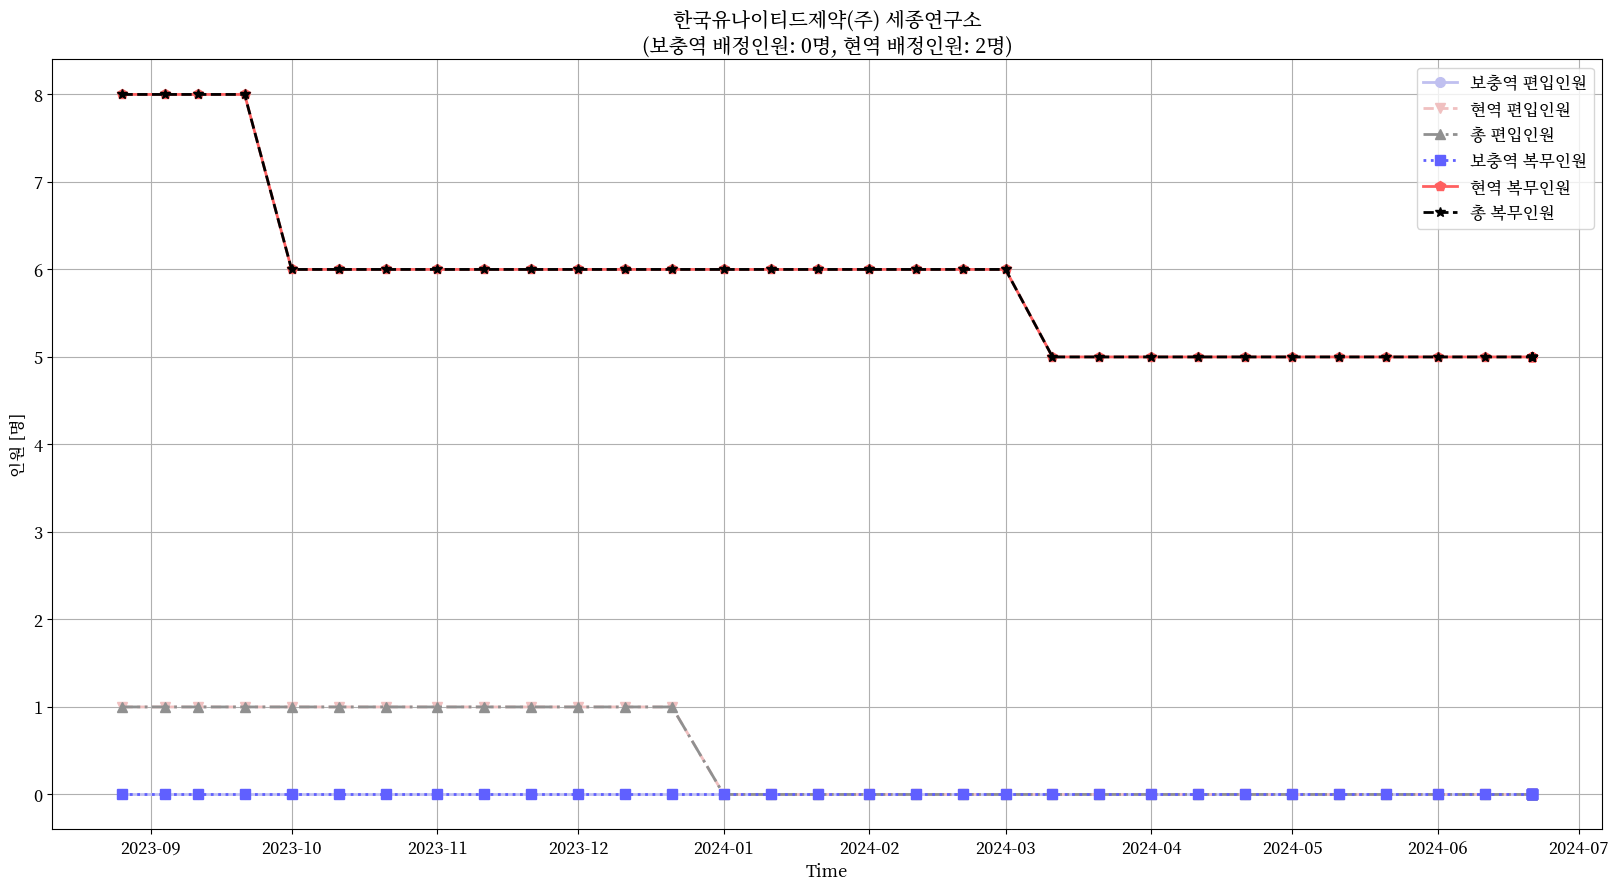 한국유나이티드제약(주) 세종연구소
(보충역 배정인원: 0명, 현역 배정인원: 2명)
보충역 편입인원
현역 편입인원
총 편입인원
보충역 복무인원
현역 복무인원
총 복무인원
인원 [명]
8
7
6
5
4
3
2
1
0
2023-09
2023-10
2023-11
2023-12
2024-01
2024-02
2024-03
2024-04
2024-05
2024-06
2024-07
Time